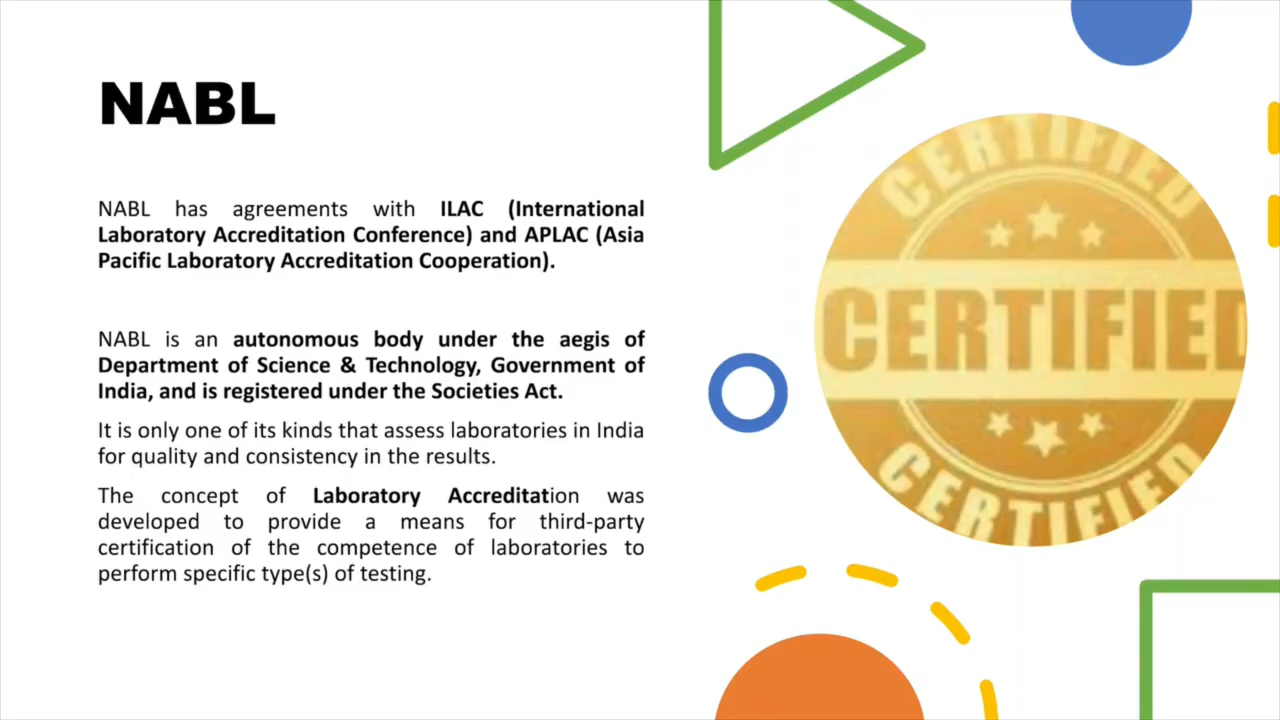 NABL
NABL has agreements with ILAC (International
Laboratory Accreditation Conference) and APLAC (Asia
Pacific Laboratory Accreditation Cooperation).
NABL is an autonomous body under the aegis of
Department of Science & Technology, Government of
India, and is registered under the Societies Act.
It is only one of its kinds that assess laboratories in India
for quality and consistency in the results.
The concept of Laboratory Accreditation was
developed to provide a means for third-party
certification of the competence of laboratories to
perform specific type(s) of testing.
CERTIFIED
CERTIFIED
CERTIFIED